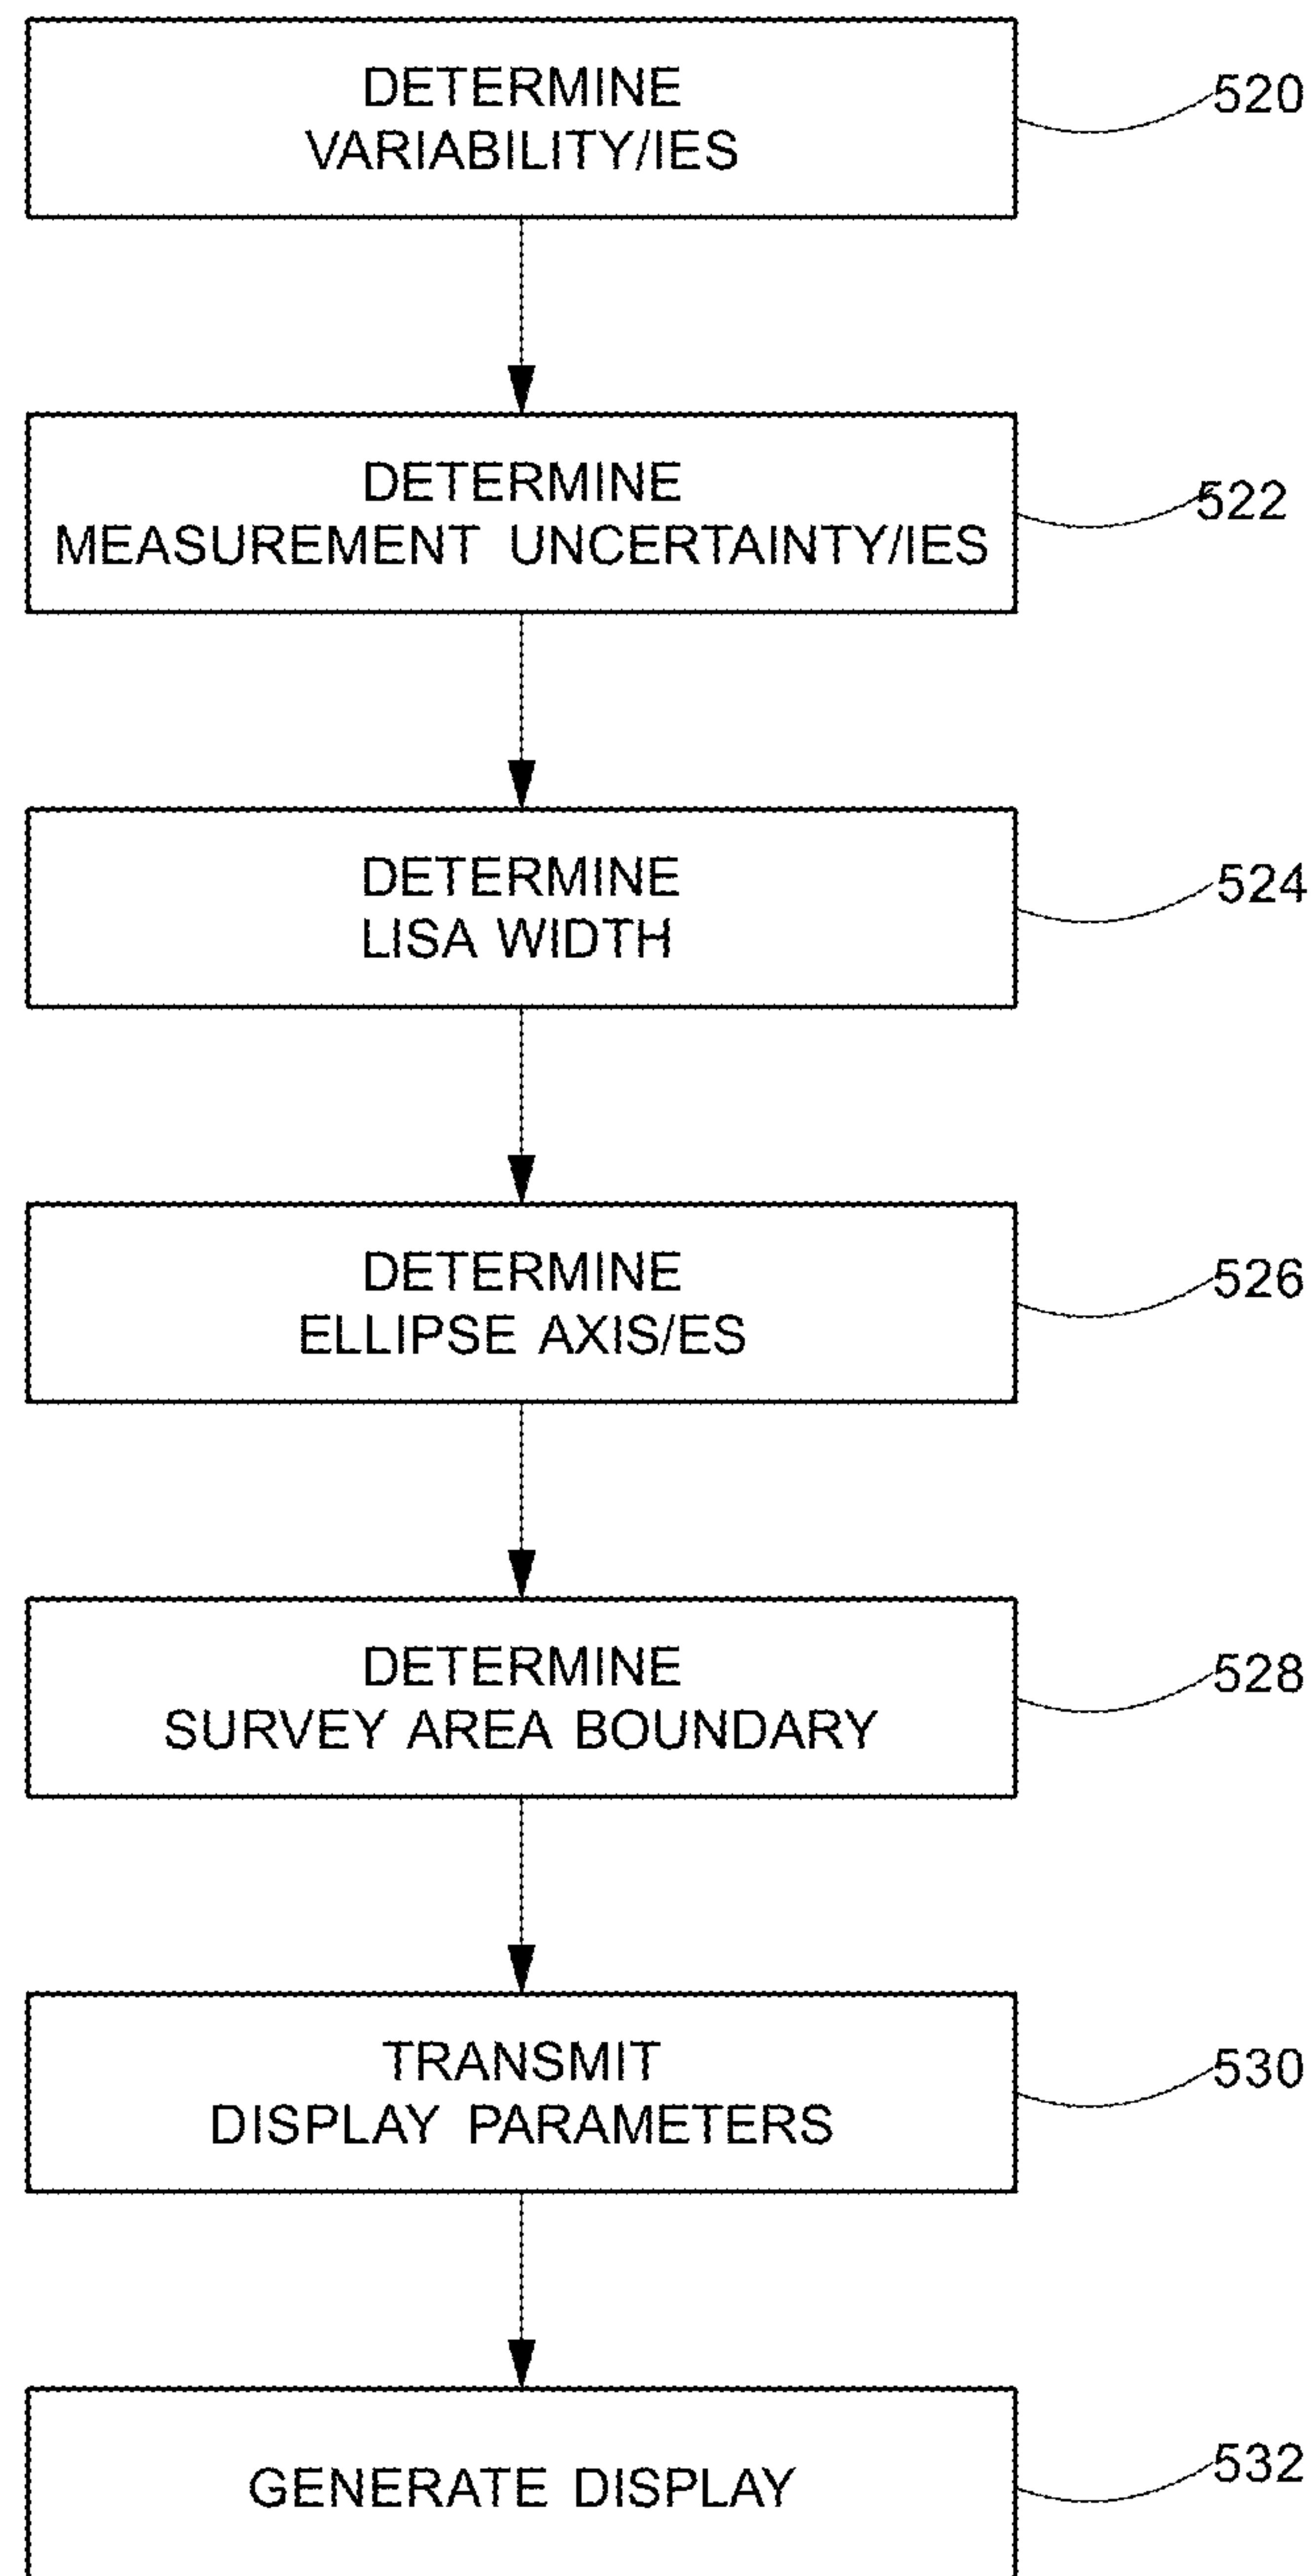 DETERMINE
VARIABILITY/IES
520
DETERMINE
MEASUREMENT UNCERTAINTY/IES
522
DETERMINE
LISA WIDTH
524
DETERMINE
ELLIPSE AXIS/ES
526
DETERMINE
SURVEY AREA BOUNDARY
528
TRANSMIT
DISPLAY PARAMETERS
530
GENERATE DISPLAY
532